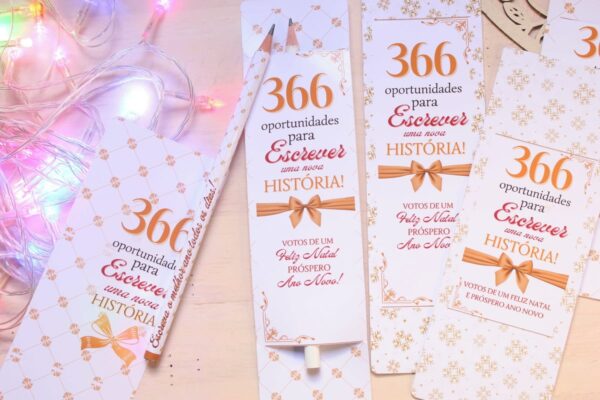 366
oportunidades
para
Escrever
uma nova
HISTÓRIA!
Escreva o melhor ano todos os dias!
366
oportunidades
para
Escrever
uma nova
HISTÓRIA!
VOTOS DE UM
Feliz Natal
PRÓSPERO
Ano Novo!
366
oportunidades
para
Escrever
uma nova
HISTÓRIA!
VOTOS DE UM
Feliz Natal
PRÓSPERO
Ano Novo!
366
oportunidades
para
Escrever
uma nova
HISTÓRIA!
VOTOS DE UM FELIZ NATAL
E PRÓSPERO ANO NOVO
36